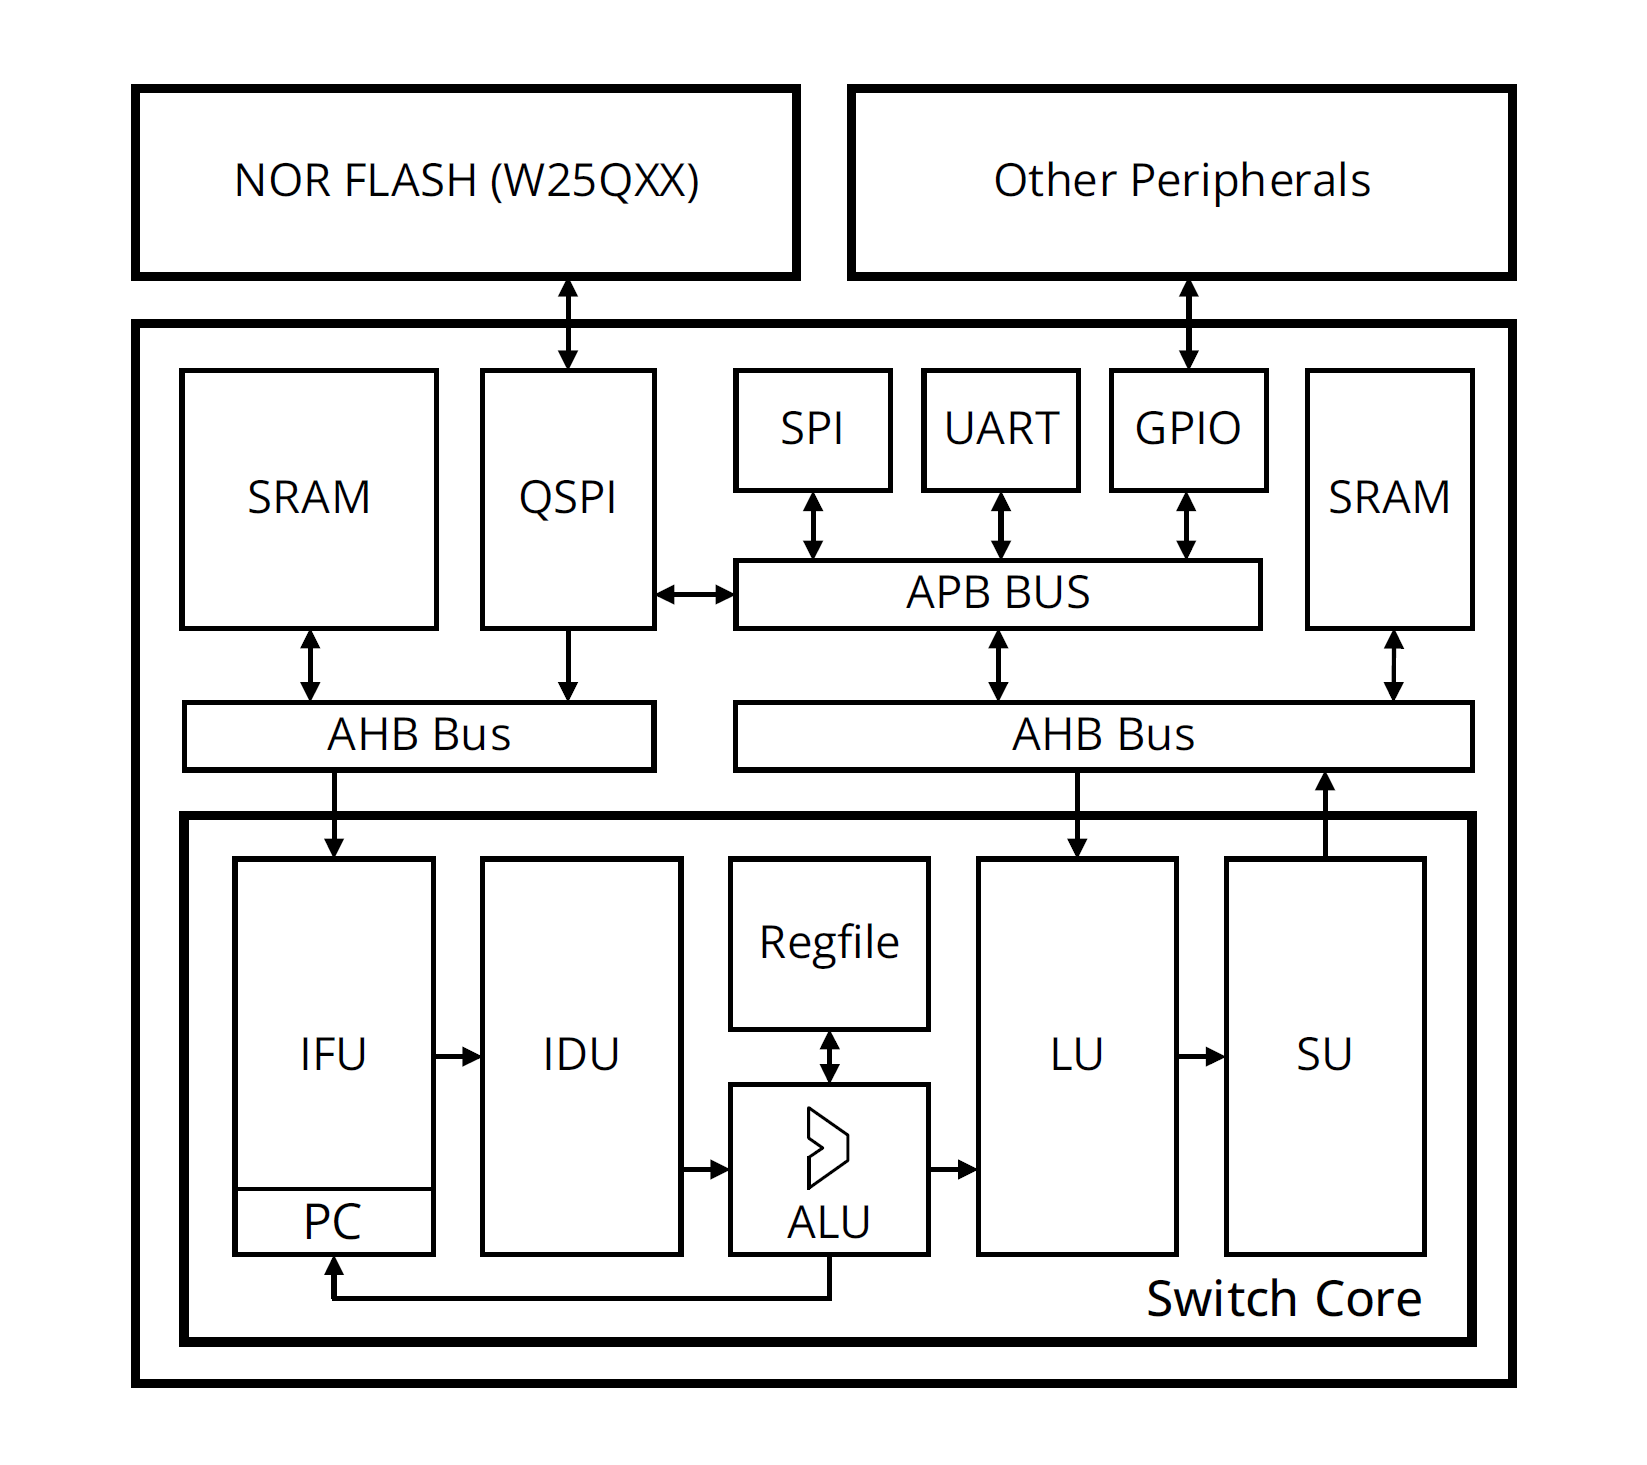 NOR FLASH (W25QXX)
Other Peripherals
SRAM
QSPI
SPI
UART
GPIO
SRAM
APB BUS
AHB Bus
AHB Bus
IFU
PC
IDU
Regfile
ALU
LU
SU
Switch Core